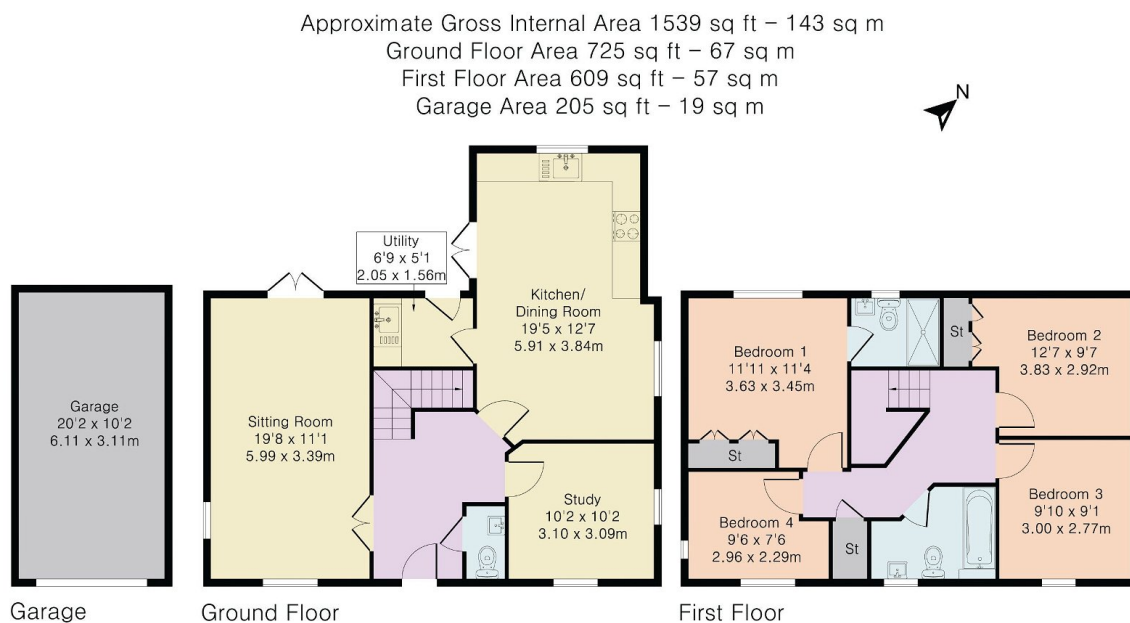 Approximate Gross Internal Area 1539 sq ft – 143 sq m
Ground Floor Area 725 sq ft – 67 sq m
First Floor Area 609 sq ft – 57 sq m
Garage Area 205 sq ft – 19 sq m
N
Utility
6'9 x 5'1
2.05 x 1.56m
Kitchen/
Dining Room
19'5 x 12'7
5.91 x 3.84m
Garage
20'2 x 10'2
6.11 x 3.11m
Sitting Room
19'8 x 11'1
5.99 x 3.39m
Study
10'2 x 10'2
3.10 x 3.09m
Bedroom 1
11'11 x 11'4
3.63 x 3.45m
St
St
Bedroom 2
12'7 x 9'7
3.83 x 2.92m
Bedroom 4
9'6 x 7'6
2.96 x 2.29m
St
Bedroom 3
9'10 x 9'1
3.00 x 2.77m
Garage
Ground Floor
First Floor